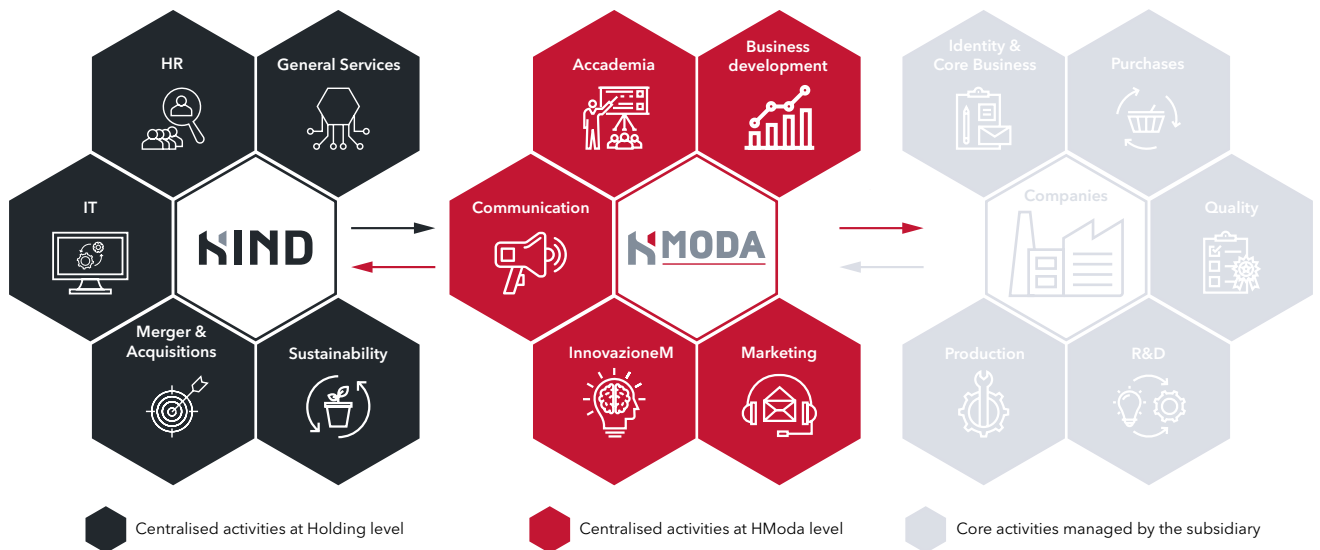 HR
General Services
IT
HIND
Merger &
Acquisitions
Sustainability
Accademia
Business
development
Communication
HMODA
InnovazioneM
Marketing
Identity &
Core Business
Purchases
Companies
Quality
Production
R&D
Centralised activities at Holding level
Centralised activities at HModa level
Core activities managed by the subsidiary